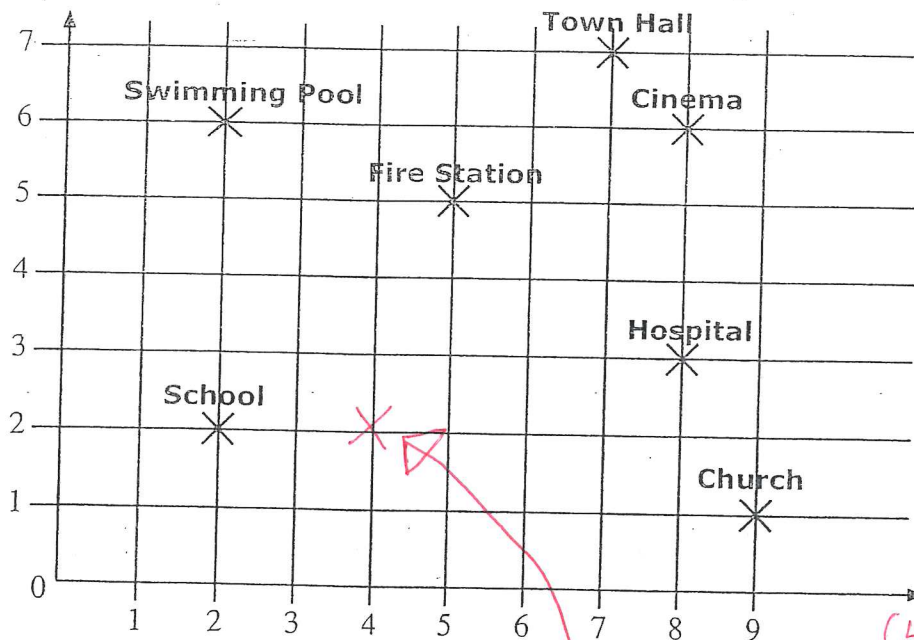 Town Hall
7
Swimming Pool
Cinema
6
Fire Station
5
4
Hospital
3
School
2
Church
1
0
1 2 3 4 5 6 7 8 9